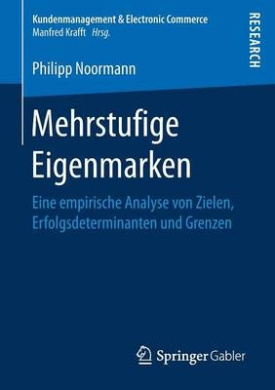 Kundenmanagement & Electronic Commerce
Manfred Krafft Hrsg.
RESEARCH
Philipp Noormann
Mehrstufige
Eigenmarken
Eine empirische Analyse von Zielen,
Erfolgsdeterminanten und Grenzen
Springer Gabler